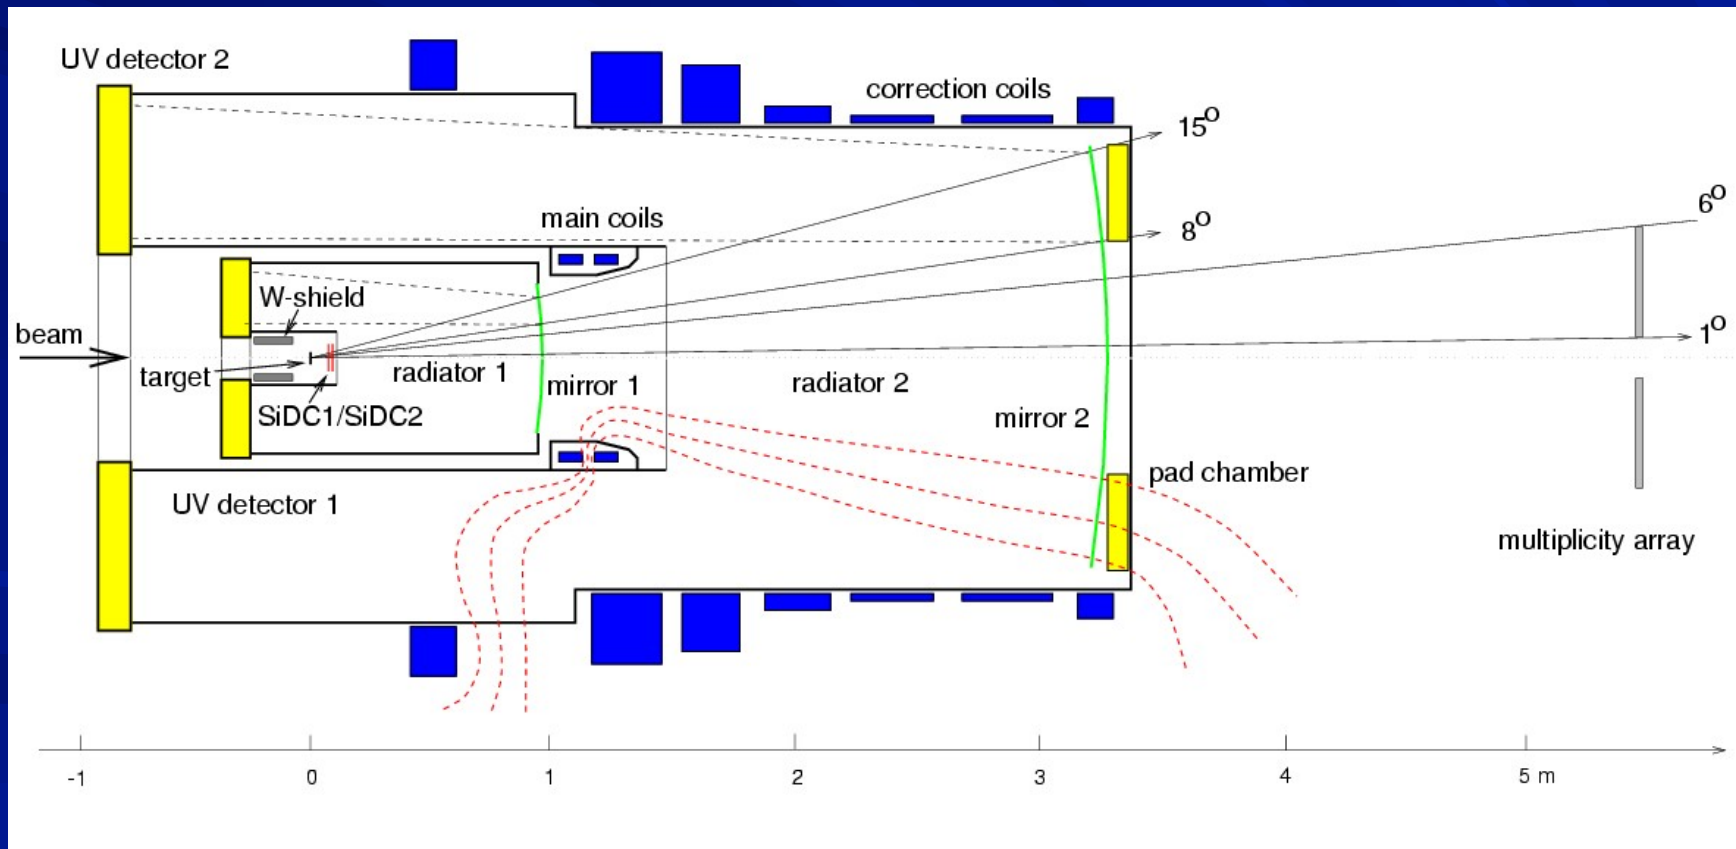 UV detector 2
correction coils
15°
6°
main coils
8°
W-shield
beam
1°
target
radiator 1
mirror 1
radiator 2
SiDC1/SiDC2
mirror 2
pad chamber
UV detector 1
multiplicity array
-1 0 1 2 3 4 5 m